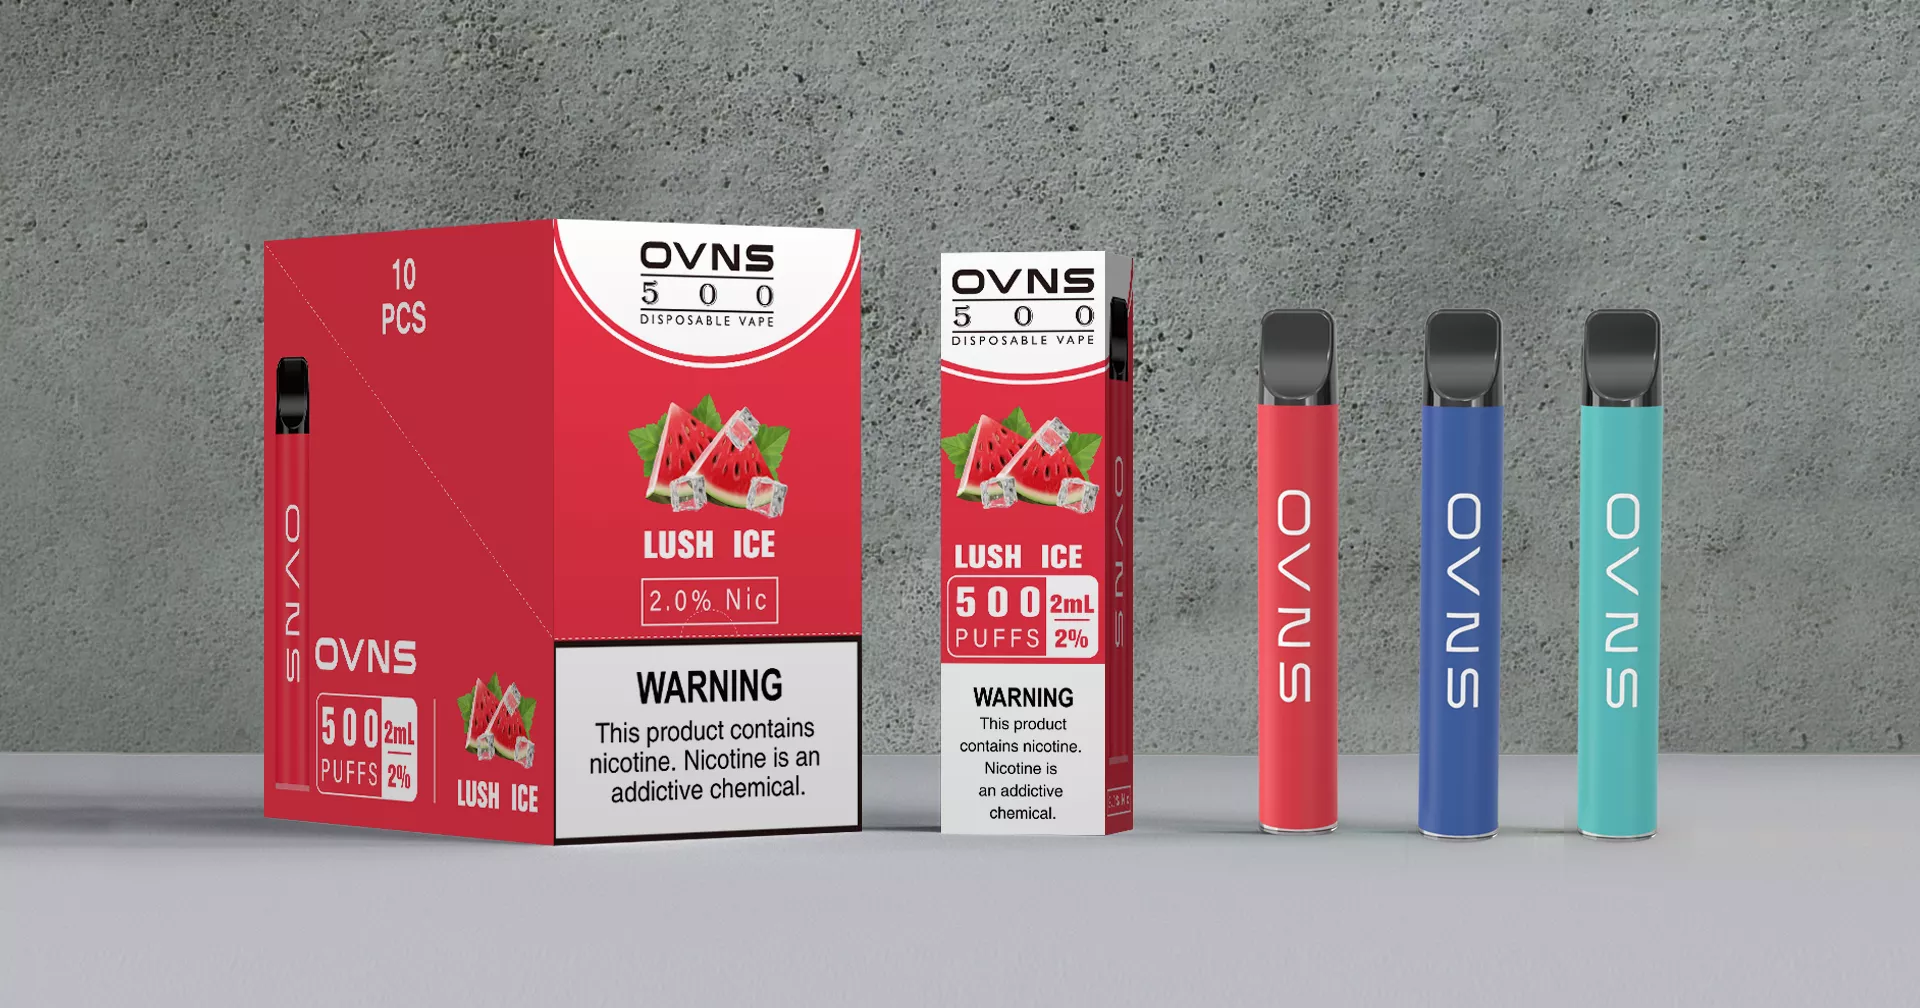 10
PCS
OVNS
OVNS
500
PUFFS
2mL
2%
LUSH ICE
OVNS
500
DISPOSABLE VAPE
LUSH ICE
2.0% Nic
WARNING
This product contains
nicotine. Nicotine is an
addictive chemical.
OVNS
500
DISPOSABLE VAPE
LUSH ICE
500
PUFFS
2mL
2%
WARNING
This product
contains nicotine.
Nicotine is
an addictive
chemical.
OVNS
OVNS
OVNS
OVNS